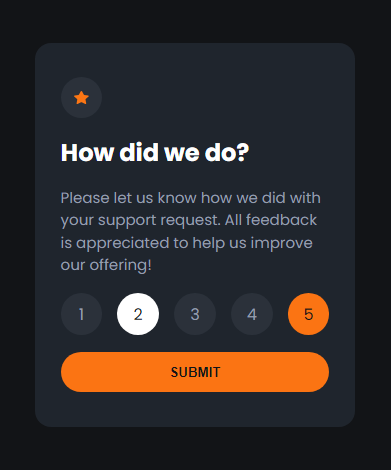 How did we do?
Please let us know how we did with
your support request. All feedback
is appreciated to help us improve
our offering!
1 2 3 4 5
SUBMIT